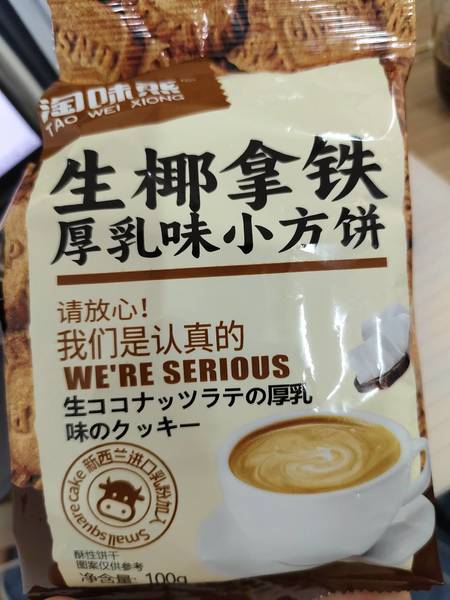 淘味熊
TAO WEI XIONG
生椰拿铁
厚乳味小方饼
请放心!
我们是认真的
WE'RE SERIOUS
生ココナッツラテの厚乳
味のクッキー
新西兰进口乳粉加入
Small square cake
酥性饼干
图案仅供参考
净含量: 100g